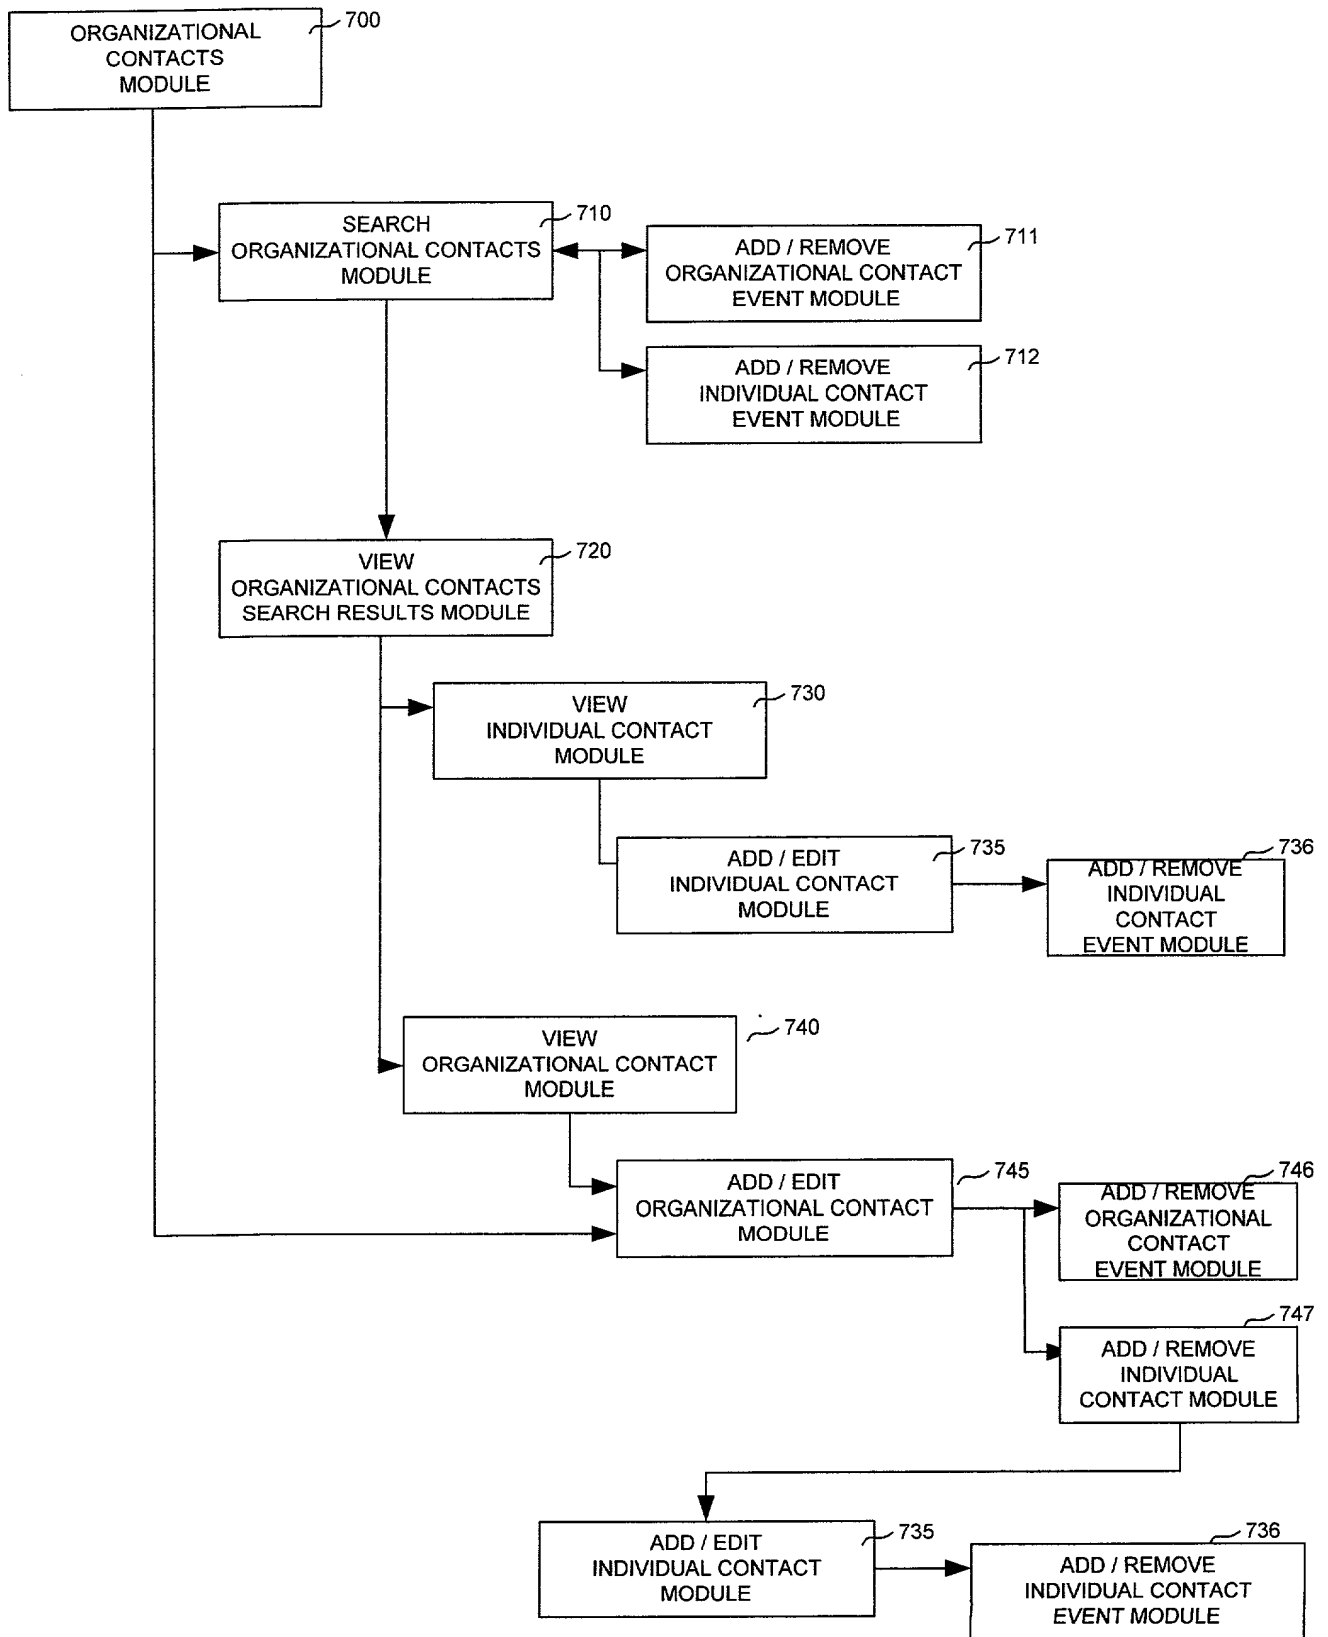 ORGANIZATIONAL
CONTACTS
MODULE
700
SEARCH
ORGANIZATIONAL CONTACTS
MODULE
710
ADD / REMOVE
ORGANIZATIONAL CONTACT
EVENT MODULE
711
ADD / REMOVE
INDIVIDUAL CONTACT
EVENT MODULE
712
VIEW
ORGANIZATIONAL CONTACTS
SEARCH RESULTS MODULE
720
VIEW
INDIVIDUAL CONTACT
MODULE
730
ADD / EDIT
INDIVIDUAL CONTACT
MODULE
735
ADD / REMOVE
INDIVIDUAL
CONTACT
EVENT MODULE
736
VIEW
ORGANIZATIONAL CONTACT
MODULE
740
ADD / EDIT
ORGANIZATIONAL CONTACT
MODULE
745
ADD / REMOVE
ORGANIZATIONAL
CONTACT
EVENT MODULE
746
ADD / REMOVE
INDIVIDUAL
CONTACT MODULE
747
ADD / EDIT
INDIVIDUAL CONTACT
MODULE
735
ADD / REMOVE
INDIVIDUAL CONTACT
EVENT MODULE
736